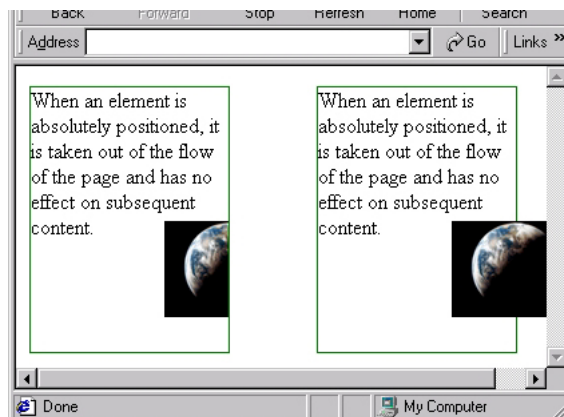 Back Forward Stop Refresh Home Search
Address Go Links »
When an element is
absolutely positioned, it
is taken out of the flow
of the page and has no
effect on subsequent
content.
When an element is
absolutely positioned, it
is taken out of the flow
of the page and has no
effect on subsequent
content.
Done My Computer